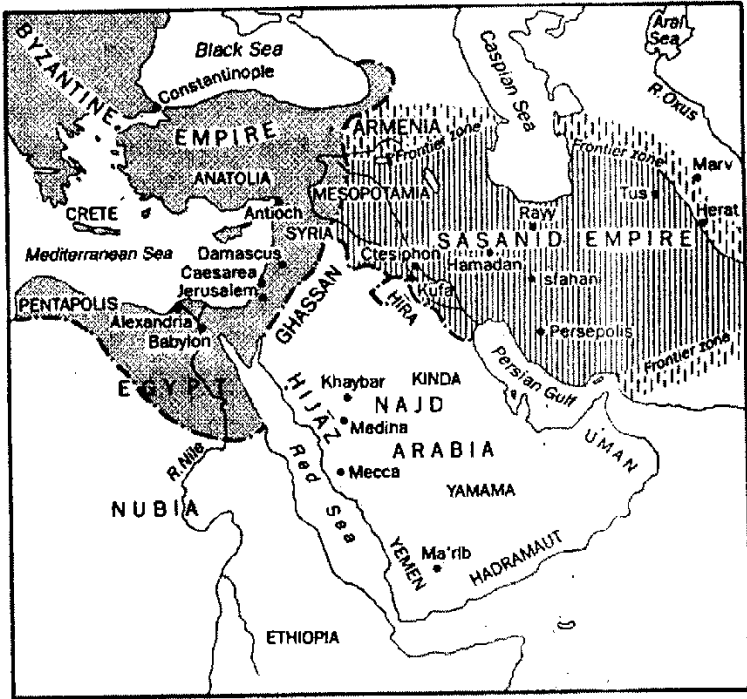 BYZANTINE
EMPIRE
Black Sea
Constantinople
Caspian Sea
Aral Sea
R. Oxus
ARMENIA
Frontier zone
Frontier zone
Marv
ANATOLIA
MESOPOTAMIA
Tus
Herat
CRETE
Antioch
SYRIA
Rayy
SASANID EMPIRE
Mediterranean Sea
Damascus
Ctesiphon
Hamadan
Caesarea
Jerusalem
Kufa
Isfahan
PENTAPOLIS
GHASSAN
HIRA
Alexandria
Babylon
Persepolis
Frontier zone
Persian Gulf
EGYPT
HIJĀZ
Khaybar
KINDA
NAJD
Medina
ARABIA
UMAN
R. Nile
Red Sea
Mecca
YAMAMA
NUBIA
YEMEN
Ma'rib
HADRAMAUT
ETHIOPIA